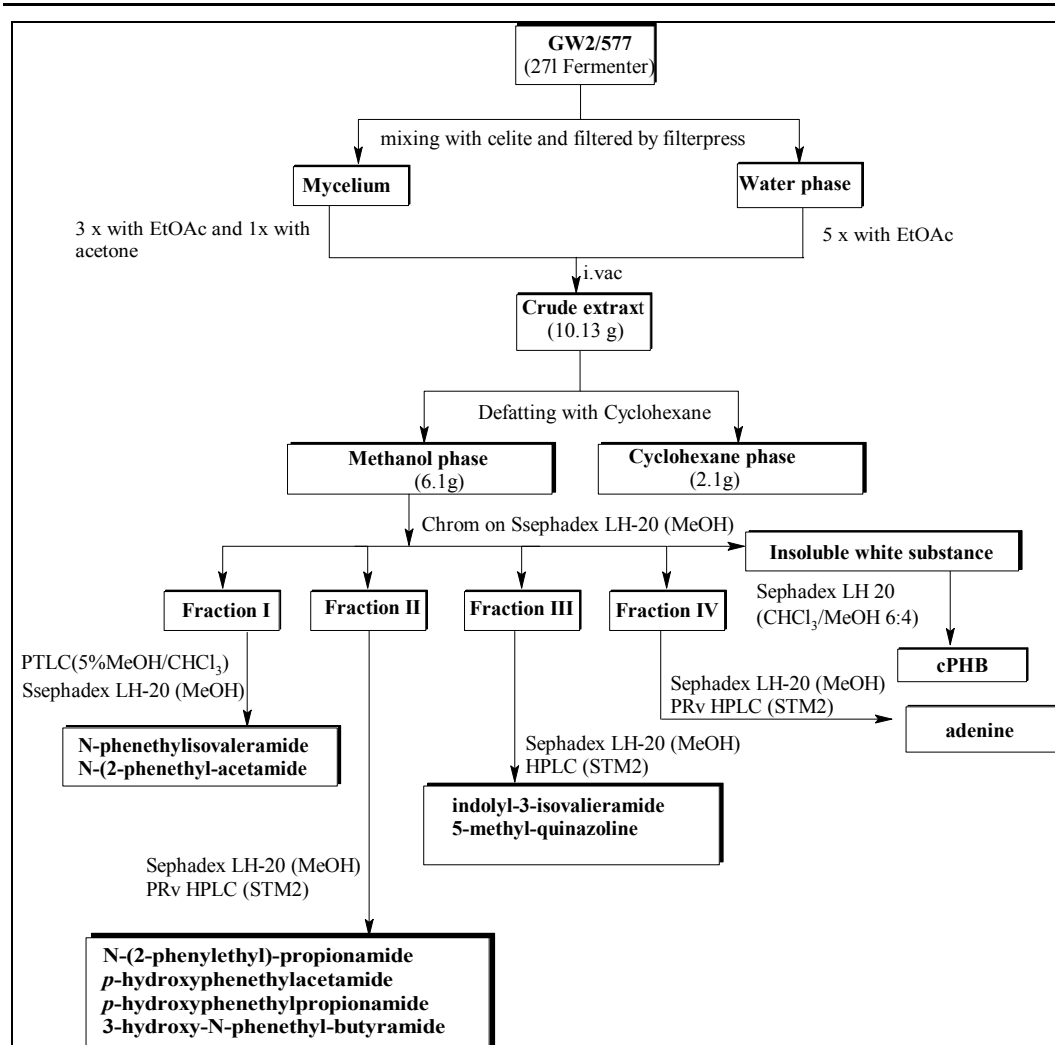 GW2/577
(27l Fermenter)
mixing with celite and filtered by filterpress
Mycelium
Water phase
3 x with EtOAc and 1x with
acetone
5 x with EtOAc
i.vac
Crude extraxt
(10.13 g)
Defatting with Cyclohexane
Methanol phase
(6.1g)
Cyclohexane phase
(2.1g)
Chrom on Ssephadex LH-20 (MeOH)
Insoluble white substance
Fraction I
Fraction II
Fraction III
Fraction IV
Sephadex LH 20
(CHCl₃/MeOH 6:4)
cPHB
PTLC(5%MeOH/CHCl₃)
Ssephadex LH-20 (MeOH)
Sephadex LH-20 (MeOH)
PRv HPLC (STM2)
adenine
N-phenethylisovaleramide
N-(2-phenethyl-acetamide
Sephadex LH-20 (MeOH)
HPLC (STM2)
indolyl-3-isovalieramide
5-methyl-quinazoline
Sephadex LH-20 (MeOH)
PRv HPLC (STM2)
N-(2-phenylethyl)-propionamide
p-hydroxyphenethylacetamide
p-hydroxyphenethylpropionamide
3-hydroxy-N-phenethyl-butyramide